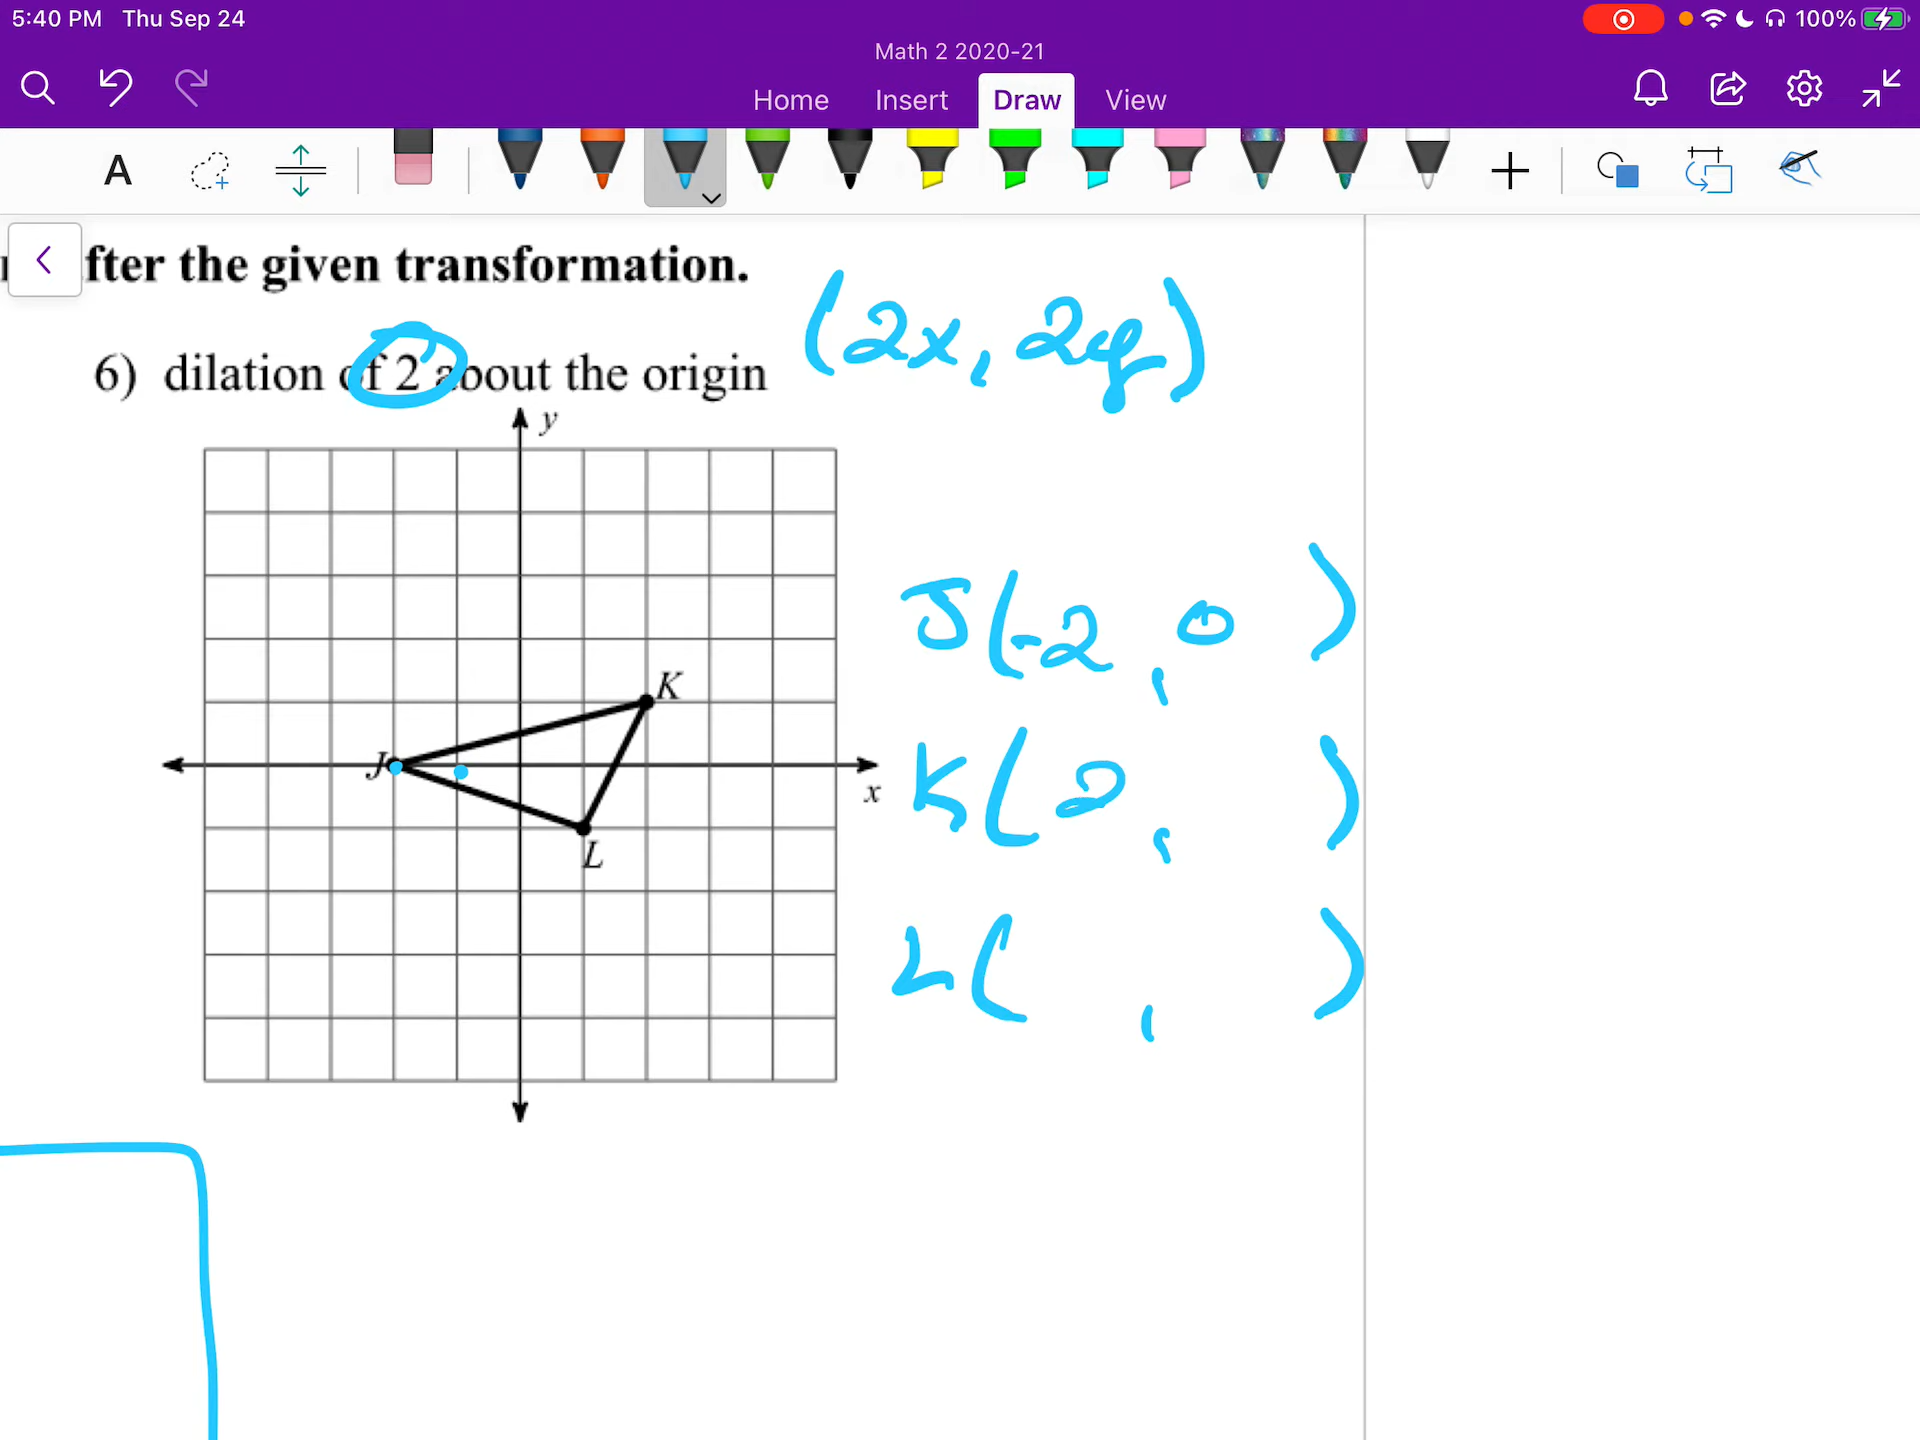 5:40 PM Thu Sep 24
100%
Math 2 2020-21
Home Insert Draw View
A
fter the given transformation.
(2x, 2y)
6) dilation of 2 about the origin
y
J(-2, 0 )
K
J
x
K(2, )
L
L( , )